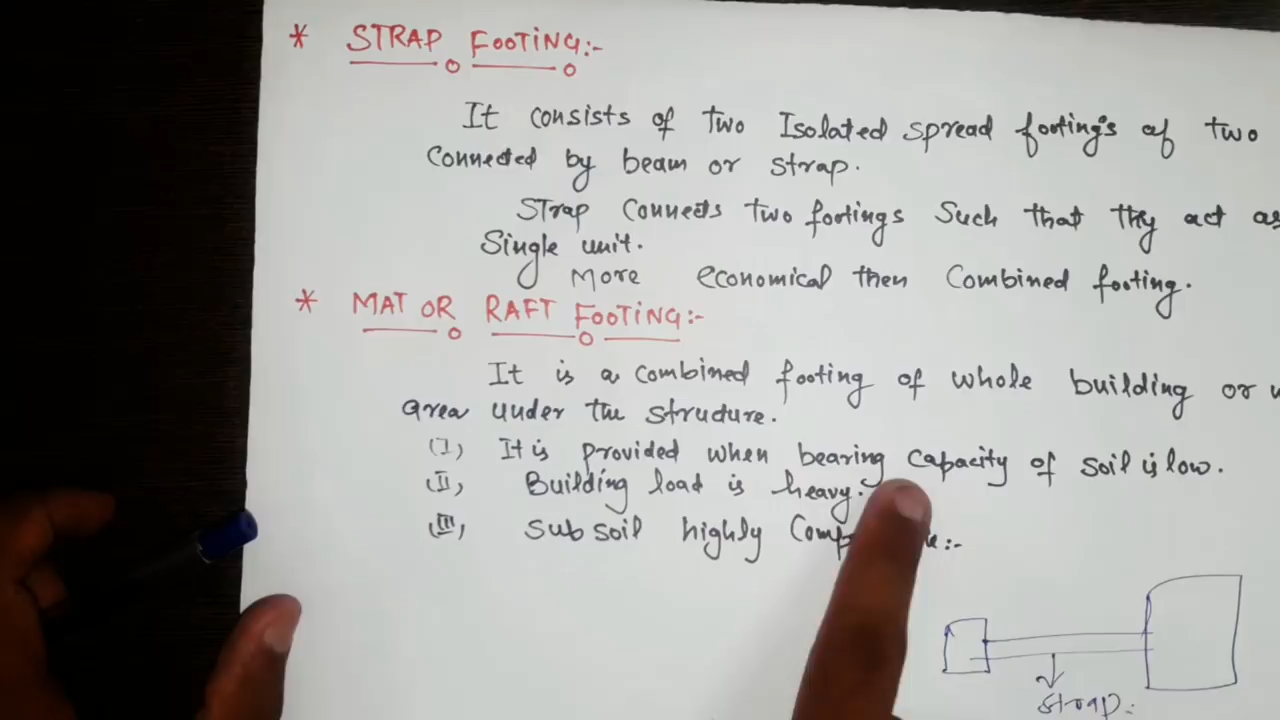 * STRAP FOOTING:-
It consists of two Isolated spread footing's of two
Connected by beam or strap.
Strap Connects two footings Such that thy act as
Single unit.
More economical then Combined footing.
* MAT OR RAFT FOOTING:-
It is a combined footing of whole building or
area under the structure.
(I) It is provided when bearing capacity of soil is low.
(II), Building load is heavy.
(III), Sub soil highly
Strap: